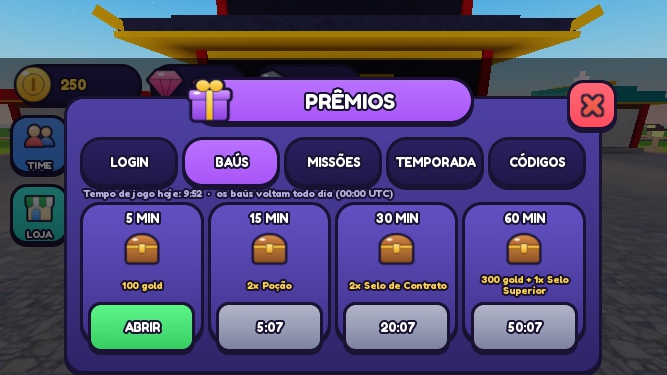 250
PRÊMIOS
TIME
LOJA
LOGIN
BAÚS
MISSÕES
TEMPORADA
CÓDIGOS
Tempo de jogo hoje: 9:52 · os baús voltam todo dia (00:00 UTC)
5 MIN
100 gold
ABRIR
15 MIN
2x Poção
5:07
30 MIN
2x Selo de Contrato
20:07
60 MIN
300 gold + 1x Selo
Superior
50:07